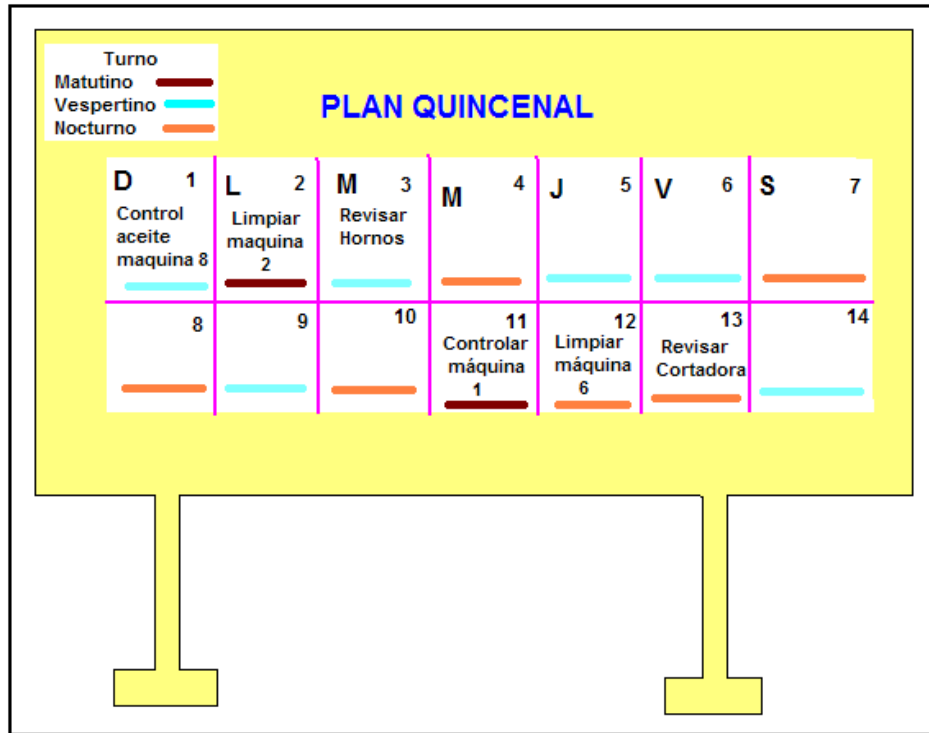 Turno
Matutino
Vespertino
Nocturno
PLAN QUINCENAL
D 1
Control
aceite
maquina 8
L 2
Limpiar
maquina
2
M 3
Revisar
Hornos
M 4
J 5
V 6
S 7
8
9
10
11
Controlar
máquina
1
12
Limpiar
máquina
6
13
Revisar
Cortadora
14